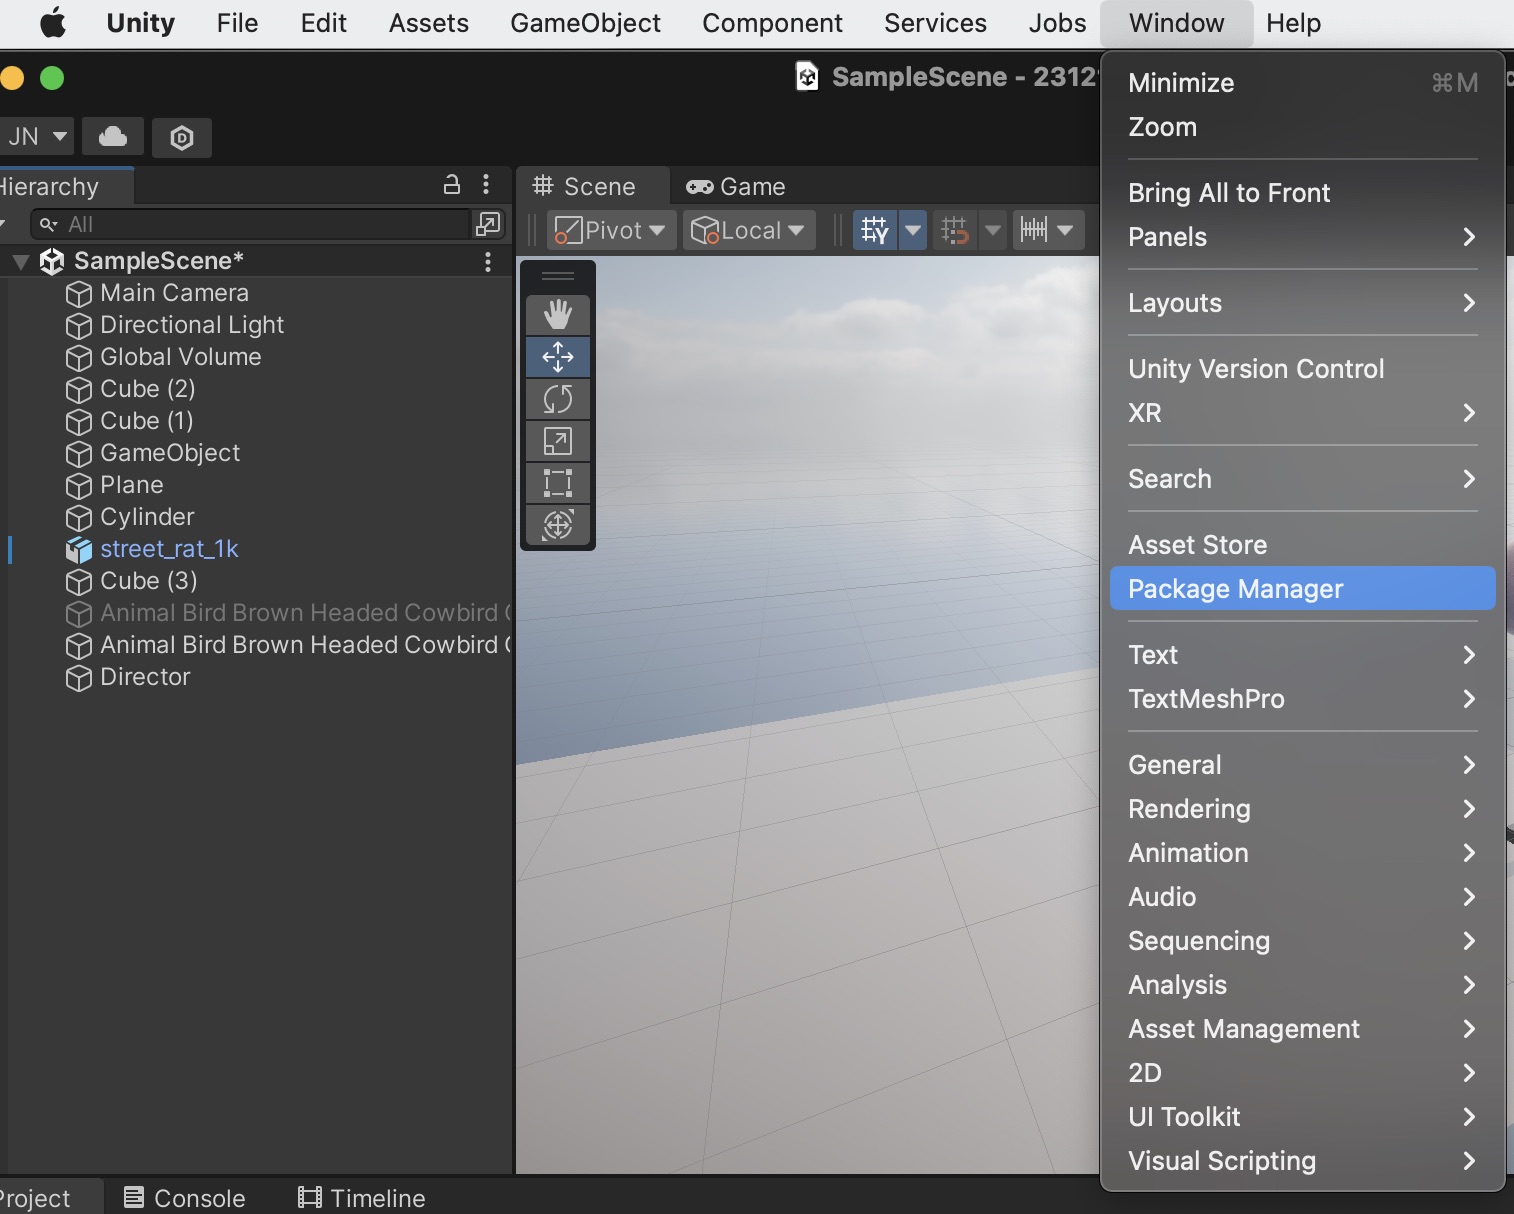 Unity File Edit Assets GameObject Component Services Jobs Window Help
SampleScene - 2312
JN
Hierarchy
Scene
Game
All
Pivot
Local
SampleScene*
Main Camera
Directional Light
Global Volume
Cube (2)
Cube (1)
GameObject
Plane
Cylinder
street_rat_1k
Cube (3)
Animal Bird Brown Headed Cowbird
Animal Bird Brown Headed Cowbird
Director
Project
Console
Timeline
Minimize ⌘M
Zoom
Bring All to Front
Panels
Layouts
Unity Version Control
XR
Search
Asset Store
Package Manager
Text
TextMeshPro
General
Rendering
Animation
Audio
Sequencing
Analysis
Asset Management
2D
UI Toolkit
Visual Scripting